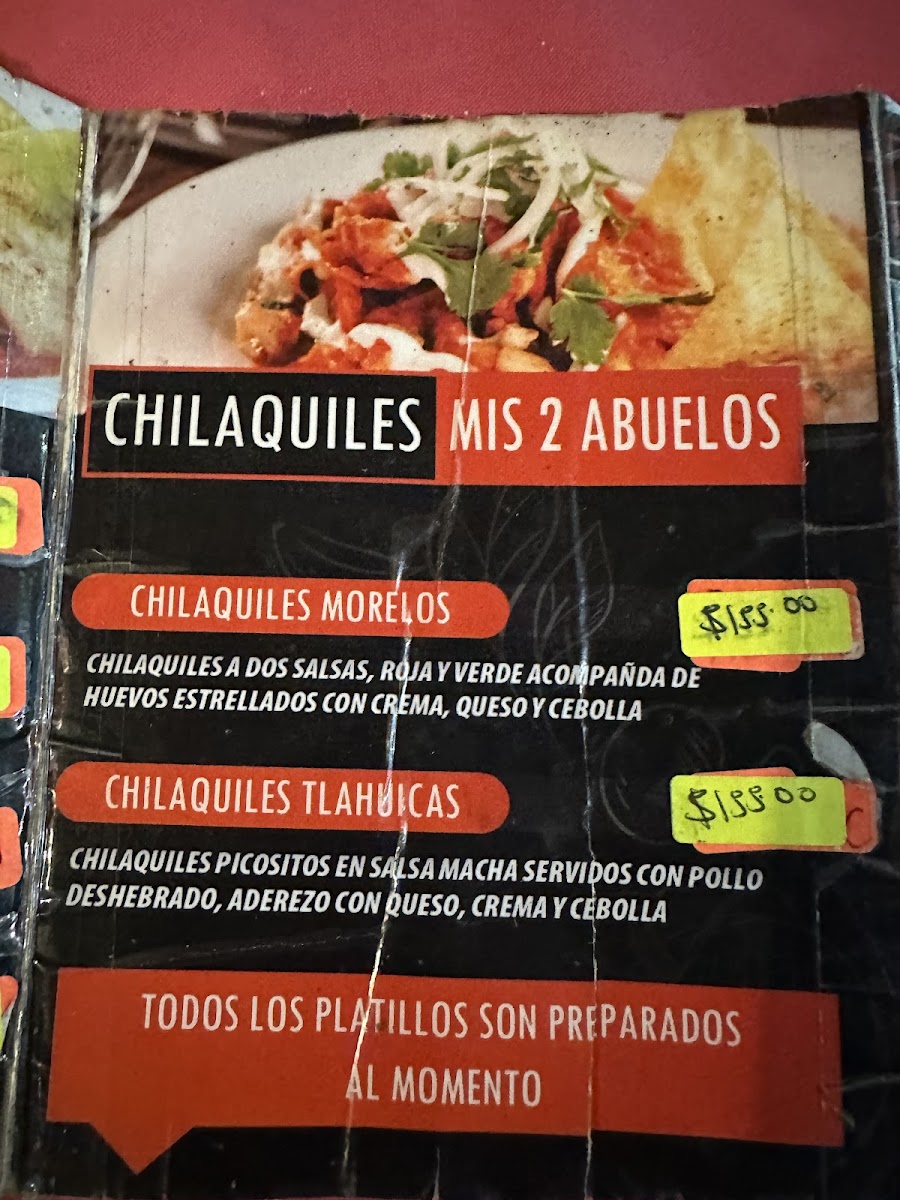 CHILAQUILES MIS 2 ABUELOS
CHILAQUILES MORELOS
$155.00
CHILAQUILES A DOS SALSAS, ROJA Y VERDE ACOMPAÑDA DE
HUEVOS ESTRELLADOS CON CREMA, QUESO Y CEBOLLA
CHILAQUILES TLAHUICAS
$155.00
CHILAQUILES PICOSITOS EN SALSA MACHA SERVIDOS CON POLLO
DESHEBRADO, ADEREZO CON QUESO, CREMA Y CEBOLLA
TODOS LOS PLATILLOS SON PREPARADOS
AL MOMENTO